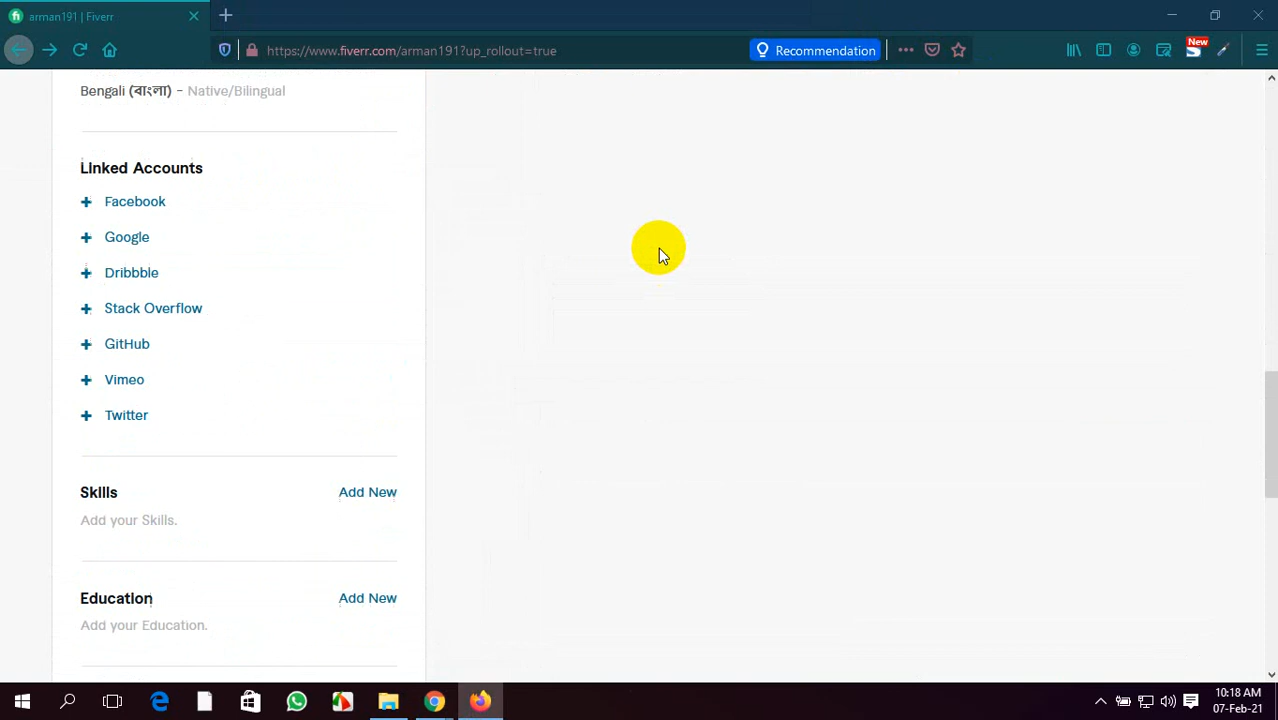 arman191 | Fiverr
https://www.fiverr.com/arman191?up_rollout=true
Recommendation
New
Bengali (বাংলা) - Native/Bilingual
Linked Accounts
Facebook
Google
Dribbble
Stack Overflow
GitHub
Vimeo
Twitter
Skills
Add New
Add your Skills.
Education
Add New
Add your Education.
10:18 AM
07-Feb-21